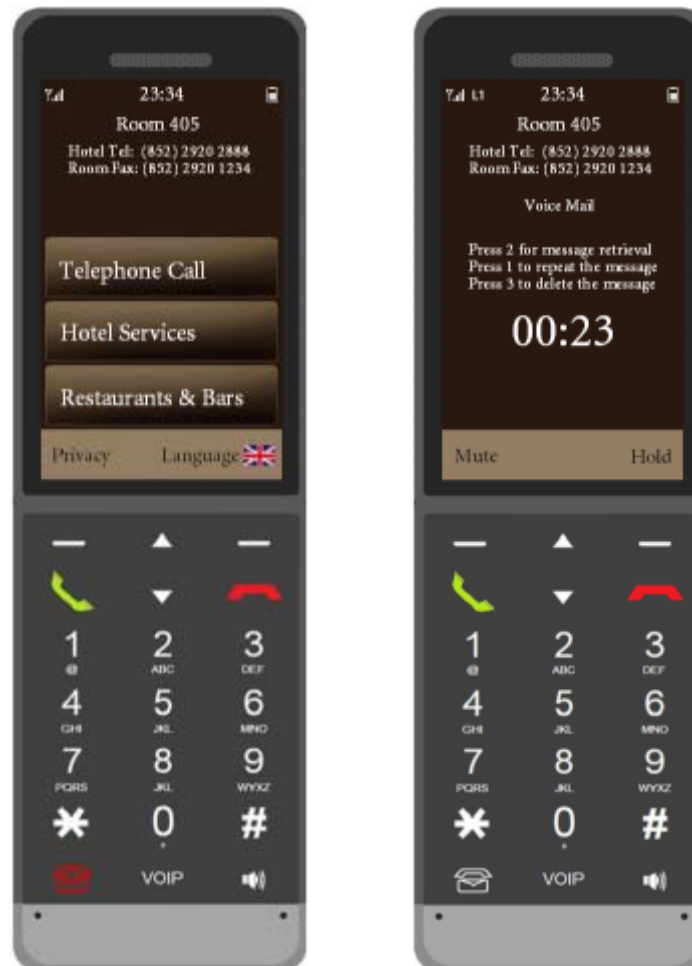 23:34
Room 405
Hotel Tel: (852) 2920 2888
Room Fax: (852) 2920 1234
Telephone Call
Hotel Services
Restaurants & Bars
Privacy Language
1 2 3
@ ABC DEF
4 5 6
GHI JKL MNO
7 8 9
PQRS JKL WYXZ
* 0 #
VOIP
L1 23:34
Room 405
Hotel Tel: (852) 2920 2888
Room Fax: (852) 2920 1234
Voice Mail
Press 2 for message retrieval
Press 1 to repeat the message
Press 3 to delete the message
00:23
Mute Hold
1 2 3
@ ABC DEF
4 5 6
GHI JKL MNO
7 8 9
PQRS JKL WYXZ
* 0 #
VOIP